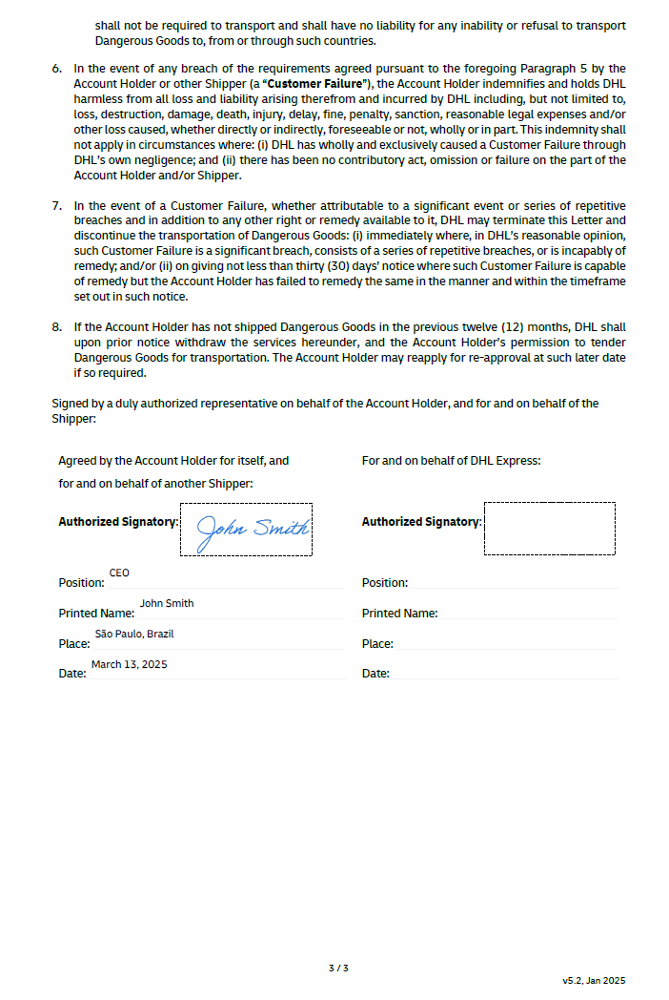 shall not be required to transport and shall have no liability for any inability or refusal to transport
Dangerous Goods to, from or through such countries.
6. In the event of any breach of the requirements agreed pursuant to the foregoing Paragraph 5 by the
Account Holder or other Shipper (a “Customer Failure”), the Account Holder indemnifies and holds DHL
harmless from all loss and liability arising therefrom and incurred by DHL including, but not limited to,
loss, destruction, damage, death, injury, delay, fine, penalty, sanction, reasonable legal expenses and/or
other loss caused, whether directly or indirectly, foreseeable or not, wholly or in part. This indemnity shall
not apply in circumstances where: (i) DHL has wholly and exclusively caused a Customer Failure through
DHL’s own negligence; and (ii) there has been no contributory act, omission or failure on the part of the
Account Holder and/or Shipper.
7. In the event of a Customer Failure, whether attributable to a significant event or series of repetitive
breaches and in addition to any other right or remedy available to it, DHL may terminate this Letter and
discontinue the transportation of Dangerous Goods: (i) immediately where, in DHL’s reasonable opinion,
such Customer Failure is a significant breach, consists of a series of repetitive breaches, or is incapably of
remedy; and/or (ii) on giving not less than thirty (30) days’ notice where such Customer Failure is capable
of remedy but the Account Holder has failed to remedy the same in the manner and within the timeframe
set out in such notice.
8. If the Account Holder has not shipped Dangerous Goods in the previous twelve (12) months, DHL shall
upon prior notice withdraw the services hereunder, and the Account Holder’s permission to tender
Dangerous Goods for transportation. The Account Holder may reapply for re-approval at such later date
if so required.
Signed by a duly authorized representative on behalf of the Account Holder, and for and on behalf of the
Shipper:
Agreed by the Account Holder for itself, and
for and on behalf of another Shipper:
Authorized Signatory: John Smith
Position: CEO
Printed Name: John Smith
Place: São Paulo, Brazil
Date: March 13, 2025
For and on behalf of DHL Express:
Authorized Signatory:
Position:
Printed Name:
Place:
Date:
3 / 3
v5.2, Jan 2025